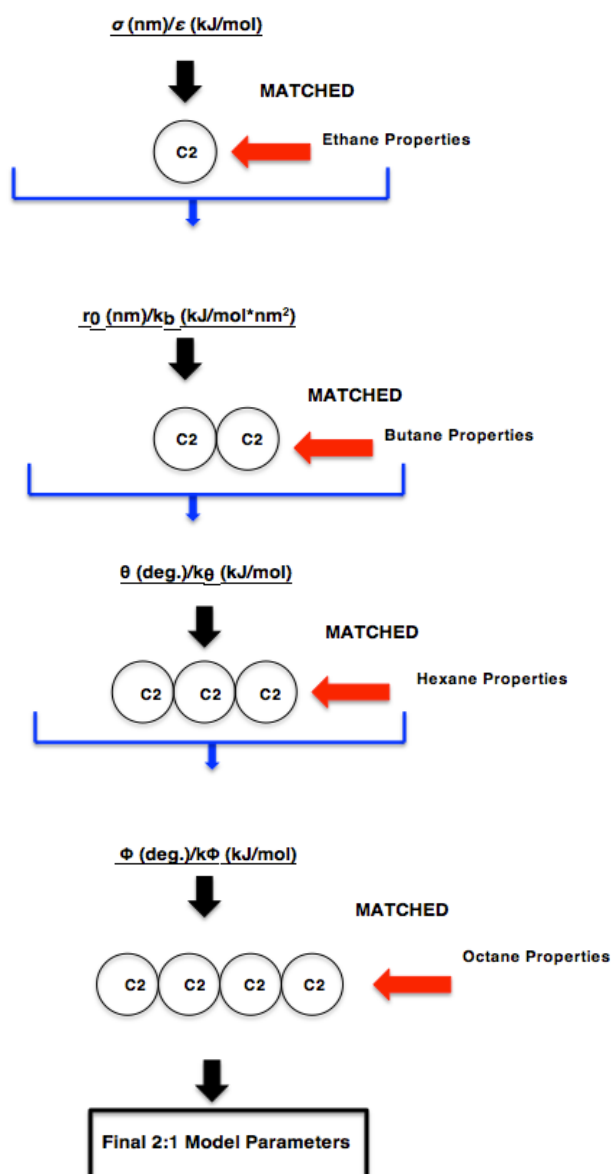 σ (nm)/ε (kJ/mol)
MATCHED
C2
Ethane Properties
r0 (nm)/kb (kJ/mol*nm²)
MATCHED
C2 C2
Butane Properties
θ (deg.)/kθ (kJ/mol)
MATCHED
C2 C2 C2
Hexane Properties
Φ (deg.)/kΦ (kJ/mol)
MATCHED
Octane Properties
C2 C2 C2 C2
Final 2:1 Model Parameters